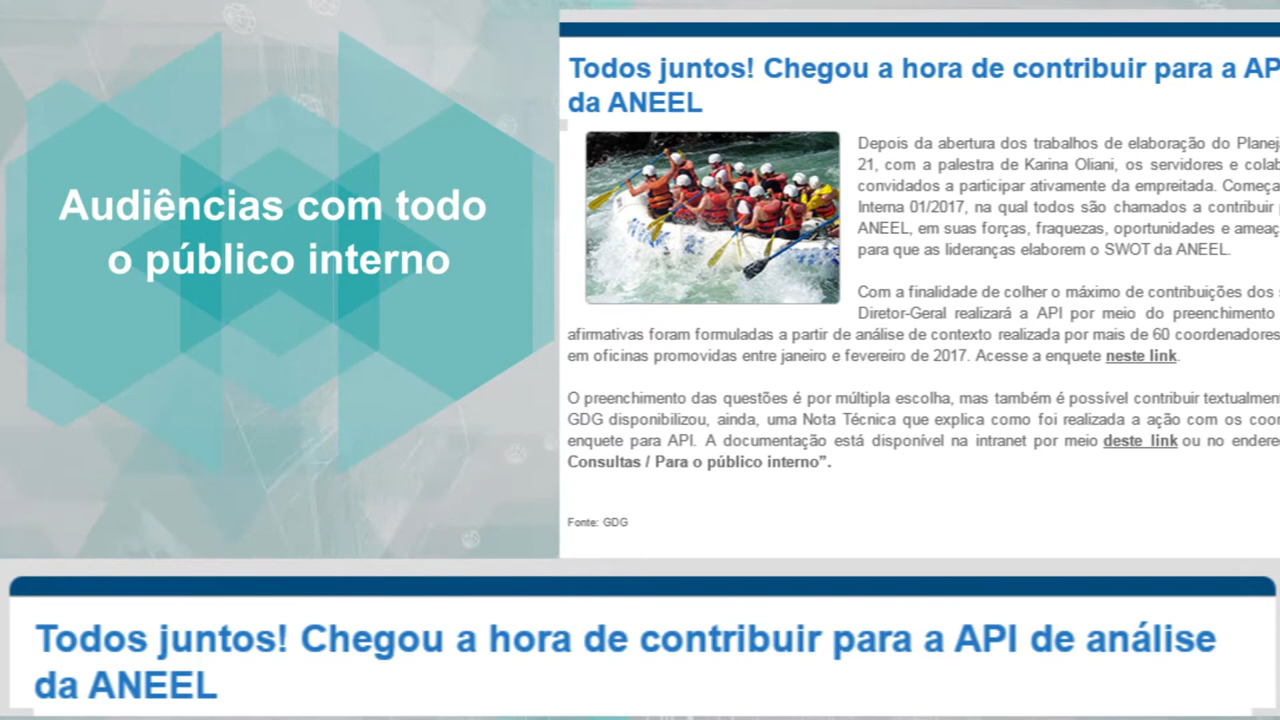 Audiências com todo
o público interno
Todos juntos! Chegou a hora de contribuir para a AP
da ANEEL
Depois da abertura dos trabalhos de elaboração do Planej
21, com a palestra de Karina Oliani, os servidores e colab
convidados a participar ativamente da empreitada. Começa
Interna 01/2017, na qual todos são chamados a contribuir
ANEEL, em suas forças, fraquezas, oportunidades e ameaç
para que as lideranças elaborem o SWOT da ANEEL.
Com a finalidade de colher o máximo de contribuições dos
Diretor-Geral realizará a API por meio do preenchimento
afirmativas foram formuladas a partir de análise de contexto realizada por mais de 60 coordenadores
em oficinas promovidas entre janeiro e fevereiro de 2017. Acesse a enquete neste link.
O preenchimento das questões é por múltipla escolha, mas também é possível contribuir textualmen
GDG disponibilizou, ainda, uma Nota Técnica que explica como foi realizada a ação com os coor
enquete para API. A documentação está disponível na intranet por meio deste link ou no endere
Consultas / Para o público interno”.
Fonte: GDG
Todos juntos! Chegou a hora de contribuir para a API de análise
da ANEEL